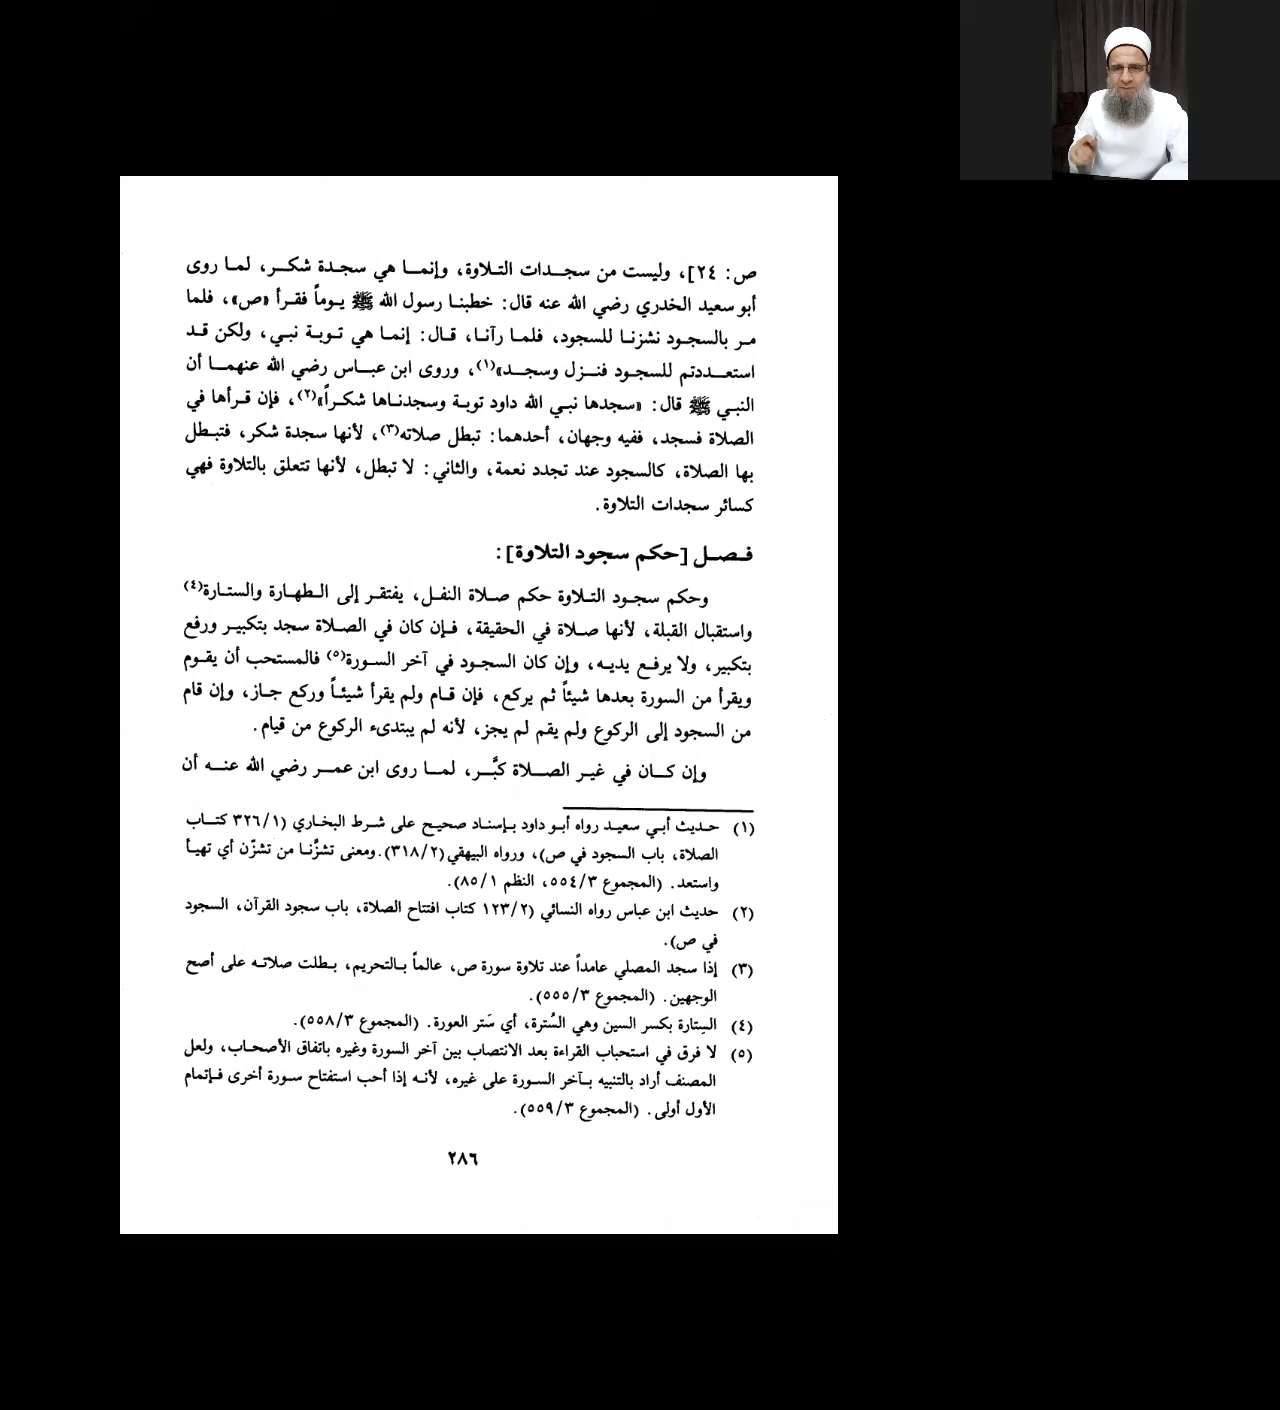 ص: ٢٤]، وليست من سجدات التلاوة، وإنما هي سجدة شكر، لما روى
أبو سعيد الخدري رضي الله عنه قال: خطبنا رسول الله ﷺ يوماً فقرأ «ص»، فلما
مر بالسجود نشزنا للسجود، فلما رآنا، قال: إنما هي توبة نبي، ولكن قد
استعددتم للسجود فنزل وسجد»(١)، وروى ابن عباس رضي الله عنهما أن
النبي ﷺ قال: «سجدها نبي الله داود توبة وسجدناها شكراً»(٢)، فإن قرأها في
الصلاة فسجد، ففيه وجهان، أحدهما: تبطل صلاته(٣)، لأنها سجدة شكر، فتبطل
بها الصلاة، كالسجود عند تجدد نعمة، والثاني: لا تبطل، لأنها تتعلق بالتلاوة فهي
كسائر سجدات التلاوة.
فصل [حكم سجود التلاوة]:
وحكم سجود التلاوة حكم صلاة النفل، يفتقر إلى الطهارة والستارة(٤)
واستقبال القبلة، لأنها صلاة في الحقيقة، فإن كان في الصلاة سجد بتكبير ورفع
بتكبير، ولا يرفع يديه، وإن كان السجود في آخر السورة(٥) فالمستحب أن يقوم
ويقرأ من السورة بعدها شيئاً ثم يركع، فإن قام ولم يقرأ شيئاً وركع جاز، وإن قام
من السجود إلى الركوع ولم يقم لم يجز، لأنه لم يبتدىء الركوع من قيام.
وإن كان في غير الصلاة كبَّر، لما روى ابن عمر رضي الله عنه أن
(١) حديث أبي سعيد رواه أبو داود بإسناد صحيح على شرط البخاري (٣٢٦/١ كتاب
الصلاة، باب السجود في ص)، ورواه البيهقي (٣١٨/٢). ومعنى تشزَّنا من تشزّن أي تهيأ
واستعد. (المجموع ٥٥٤/٣، النظم ٨٥/١).
(٢) حديث ابن عباس رواه النسائي (١٢٣/٢ كتاب افتتاح الصلاة، باب سجود القرآن، السجود
في ص).
(٣) إذا سجد المصلي عامداً عند تلاوة سورة ص، عالماً بالتحريم، بطلت صلاته على أصح
الوجهين. (المجموع ٥٥٥/٣).
(٤) السِتارة بكسر السين وهي السُترة، أي سَتر العورة. (المجموع ٥٥٨/٣).
(٥) لا فرق في استحباب القراءة بعد الانتصاب بين آخر السورة وغيره باتفاق الأصحاب، ولعل
المصنف أراد بالتنبيه بآخر السورة على غيره، لأنه إذا أحب استفتاح سورة أخرى فإتمام
الأول أولى. (المجموع ٥٥٩/٣).
٢٨٦